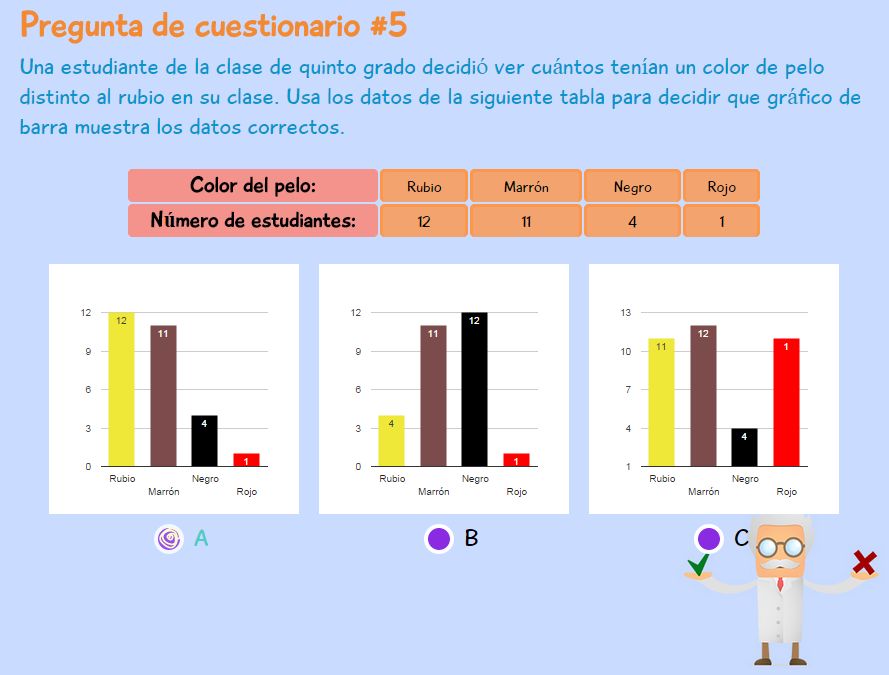 Pregunta de cuestionario #5
Una estudiante de la clase de quinto grado decidió ver cuántos tenían un color de pelo
distinto al rubio en su clase. Usa los datos de la siguiente tabla para decidir que gráfico de
barra muestra los datos correctos.
Color del pelo: Rubio Marrón Negro Rojo
Número de estudiantes: 12 11 4 1
12
9
6
3
0
12
11
4
1
Rubio Negro
Marrón Rojo
A
12
9
6
3
0
4
11
12
1
Rubio Negro
Marrón Rojo
B
13
10
7
4
1
11
12
4
1
Rubio Negro
Marrón Rojo
C